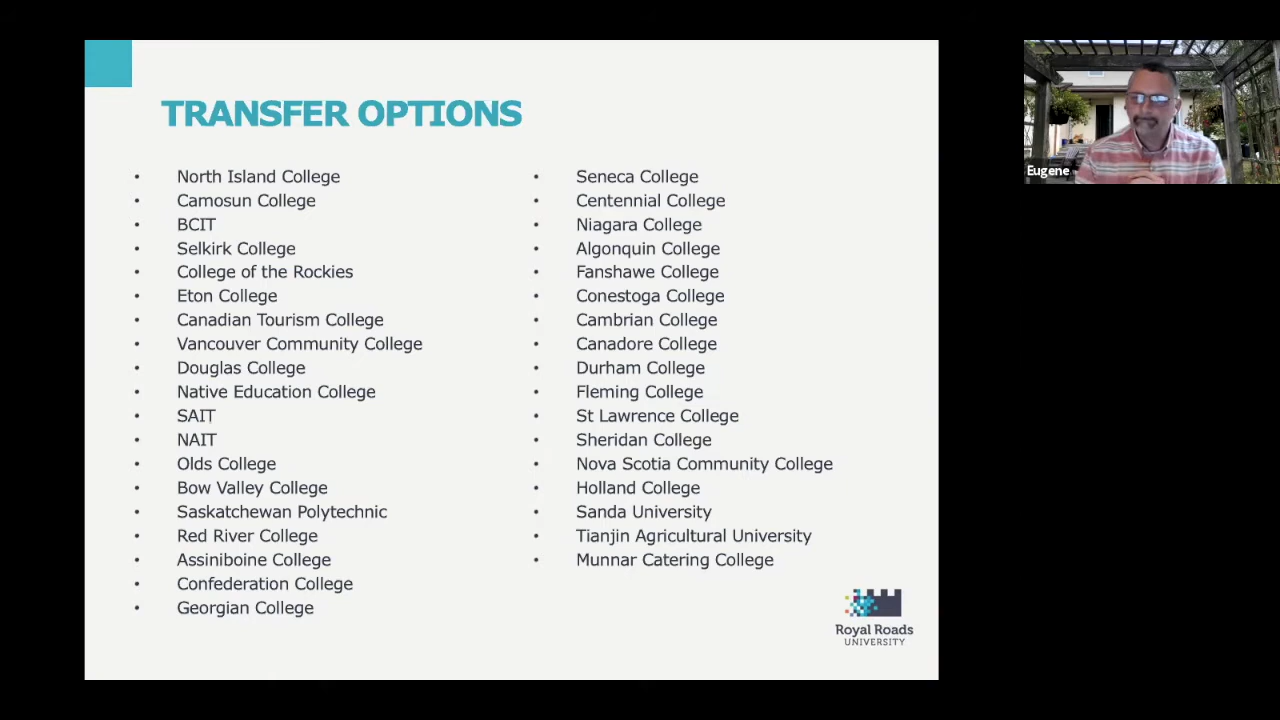 TRANSFER OPTIONS
• North Island College
• Camosun College
• BCIT
• Selkirk College
• College of the Rockies
• Eton College
• Canadian Tourism College
• Vancouver Community College
• Douglas College
• Native Education College
• SAIT
• NAIT
• Olds College
• Bow Valley College
• Saskatchewan Polytechnic
• Red River College
• Assiniboine College
• Confederation College
• Georgian College
• Seneca College
• Centennial College
• Niagara College
• Algonquin College
• Fanshawe College
• Conestoga College
• Cambrian College
• Canadore College
• Durham College
• Fleming College
• St Lawrence College
• Sheridan College
• Nova Scotia Community College
• Holland College
• Sanda University
• Tianjin Agricultural University
• Munnar Catering College
Royal Roads
UNIVERSITY
Eugene